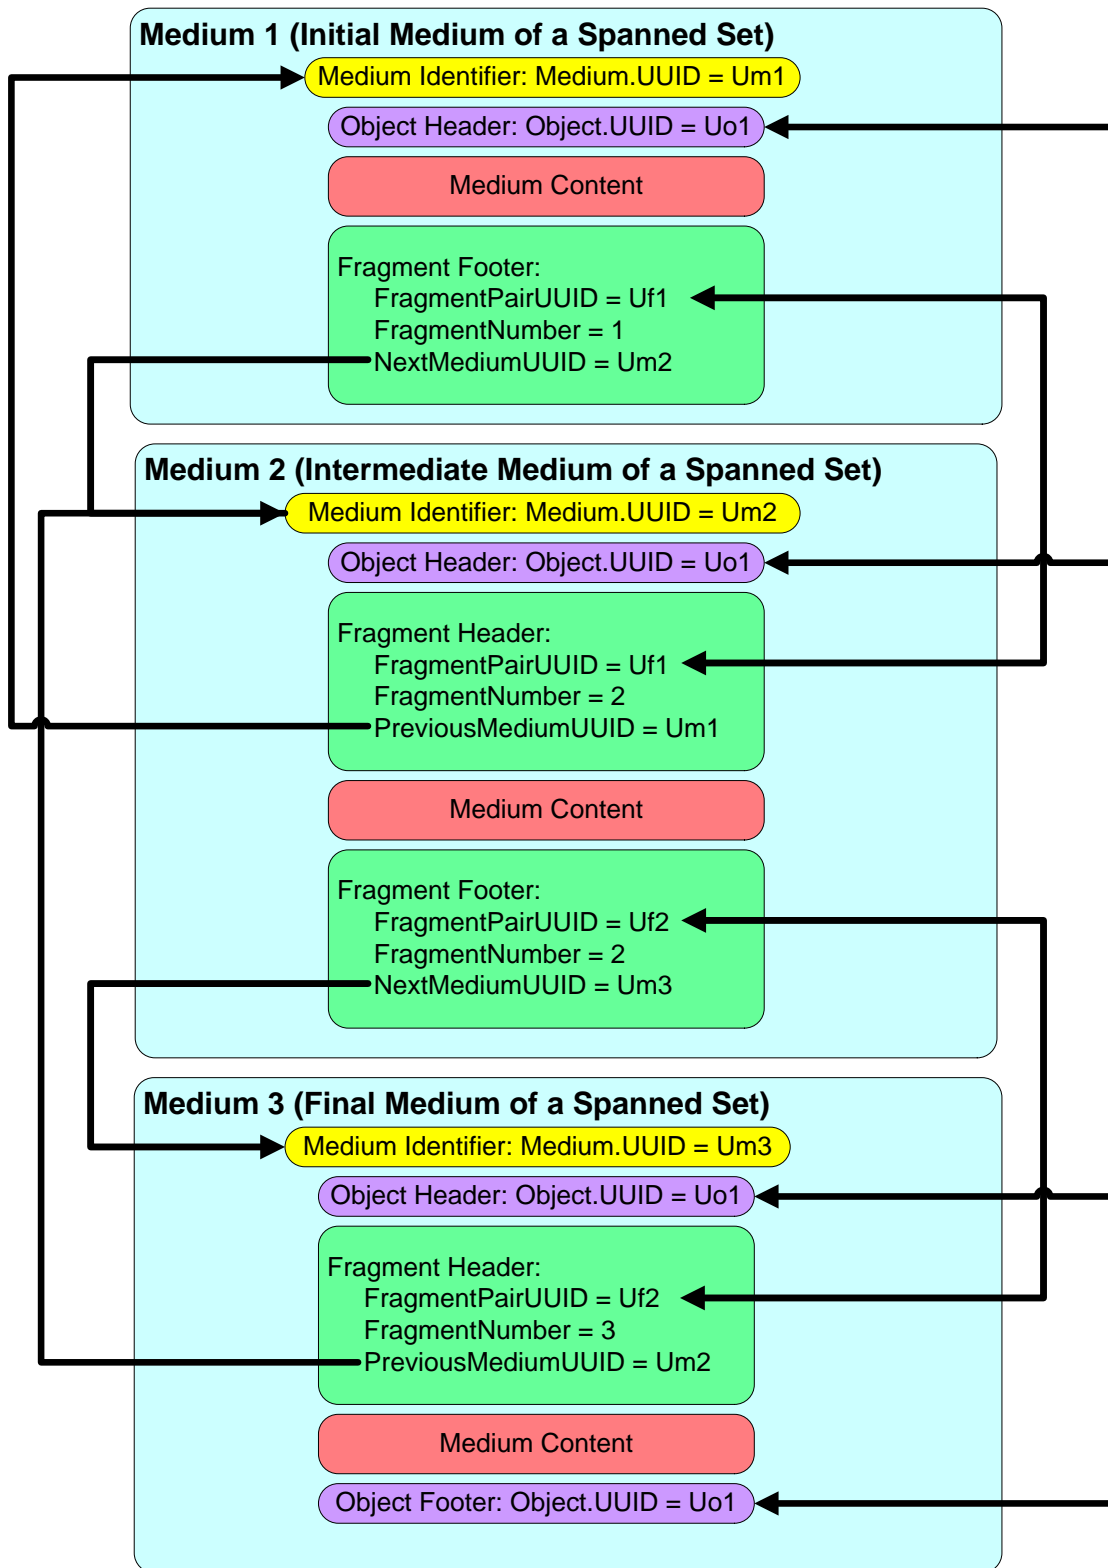 Medium 1 (Initial Medium of a Spanned Set)
Medium Identifier: Medium.UUID = Um1
Object Header: Object.UUID = Uo1
Medium Content
Fragment Footer:
FragmentPairUUID = Uf1
FragmentNumber = 1
NextMediumUUID = Um2
Medium 2 (Intermediate Medium of a Spanned Set)
Medium Identifier: Medium.UUID = Um2
Object Header: Object.UUID = Uo1
Fragment Header:
FragmentPairUUID = Uf1
FragmentNumber = 2
PreviousMediumUUID = Um1
Medium Content
Fragment Footer:
FragmentPairUUID = Uf2
FragmentNumber = 2
NextMediumUUID = Um3
Medium 3 (Final Medium of a Spanned Set)
Medium Identifier: Medium.UUID = Um3
Object Header: Object.UUID = Uo1
Fragment Header:
FragmentPairUUID = Uf2
FragmentNumber = 3
PreviousMediumUUID = Um2
Medium Content
Object Footer: Object.UUID = Uo1